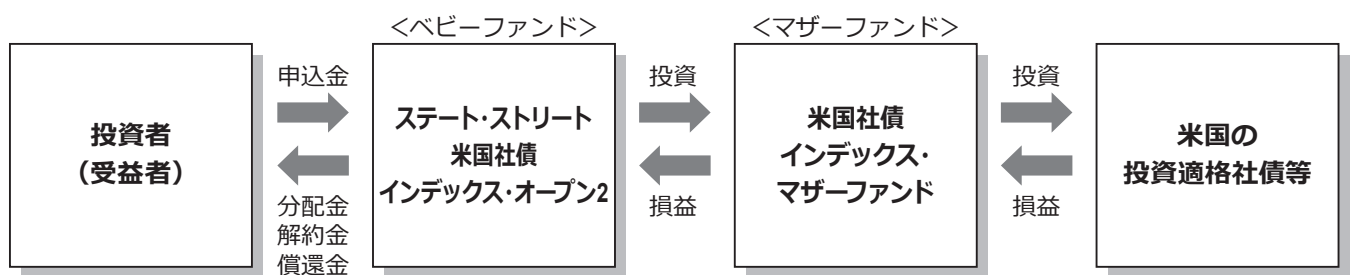 ＜ベビーファンド＞
＜マザーファンド＞
投資者
（受益者）
申込金
分配金
解約金
償還金
ステート・ストリート
米国社債
インデックス・オープン2
投資
損益
米国社債
インデックス・
マザーファンド
投資
損益
米国の
投資適格社債等